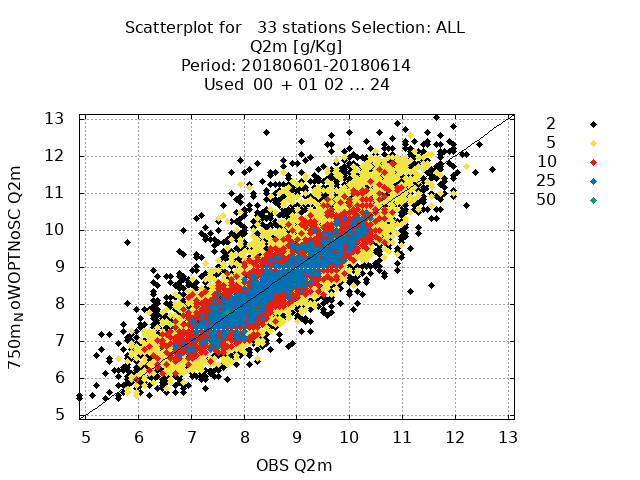 Scatterplot for   33 stations Selection: ALL
Q2m [g/Kg]
Period: 20180601-20180614
Used  00 + 01 02 ... 24
2
5
10
25
50
13
12
11
10
9
8
7
6
5
750m_NoWOPTNoSC Q2m
5 6 7 8 9 10 11 12 13
OBS Q2m